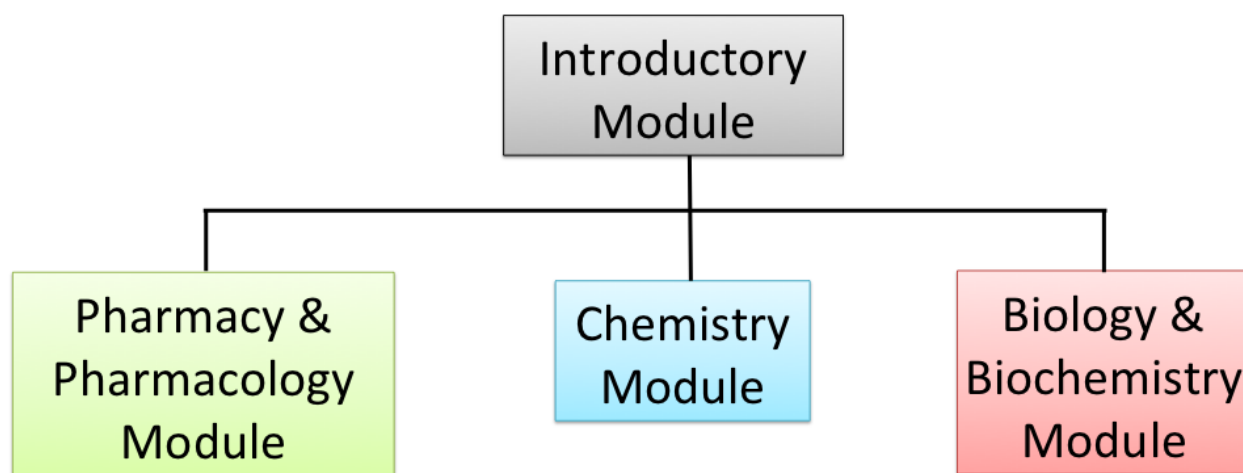 Introductory
Module
Pharmacy &
Pharmacology
Module
Chemistry
Module
Biology &
Biochemistry
Module